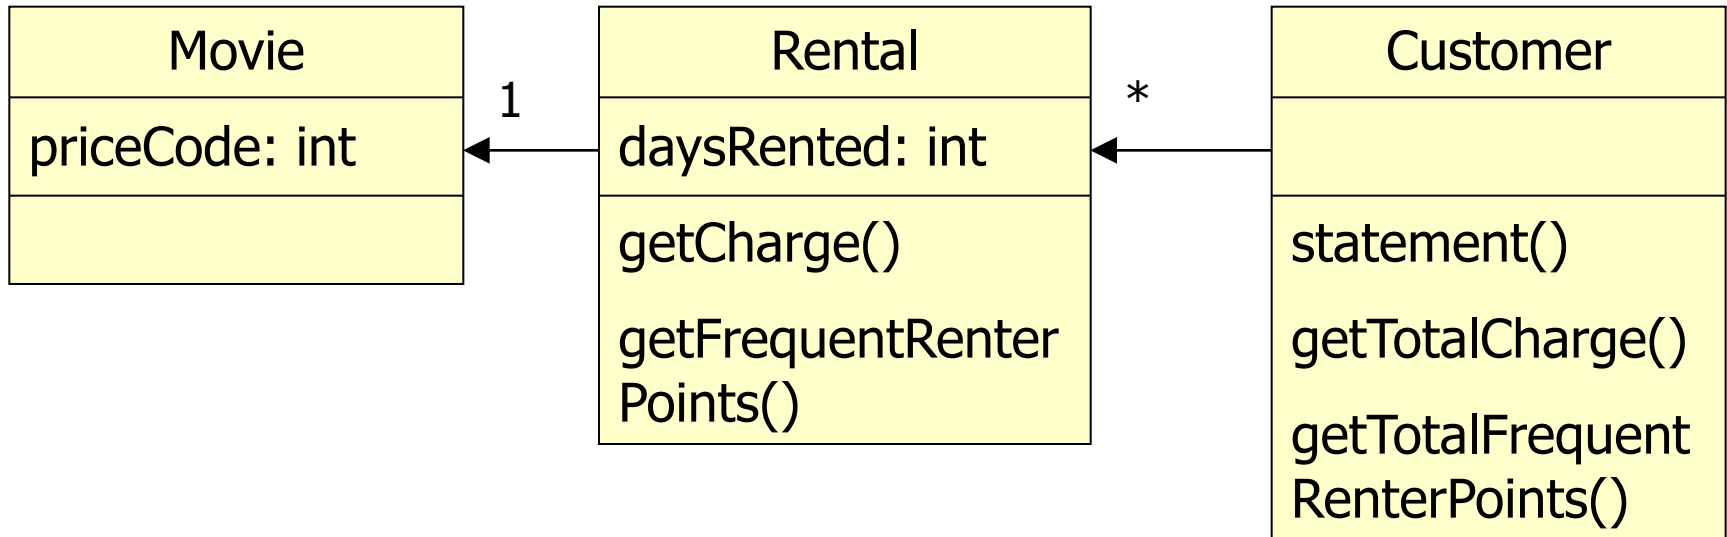 Movie
priceCode: int
1
Rental
daysRented: int
getCharge()
getFrequentRenter
Points()
*
Customer
statement()
getTotalCharge()
getTotalFrequent
RenterPoints()